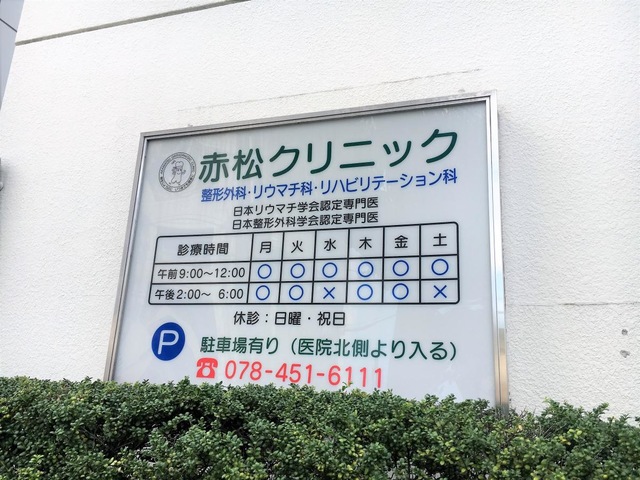 赤松クリニック
整形外科・リウマチ科・リハビリテーション科
日本リウマチ学会認定専門医
日本整形外科学会認定専門医
診療時間 月 火 水 木 金 土
午前 9:00～12:00 ○ ○ ○ ○ ○ ○
午後 2:00～ 6:00 ○ ○ × ○ ○ ×
休診：日曜・祝日
P 駐車場有り（医院北側より入る）
☎ 078-451-6111